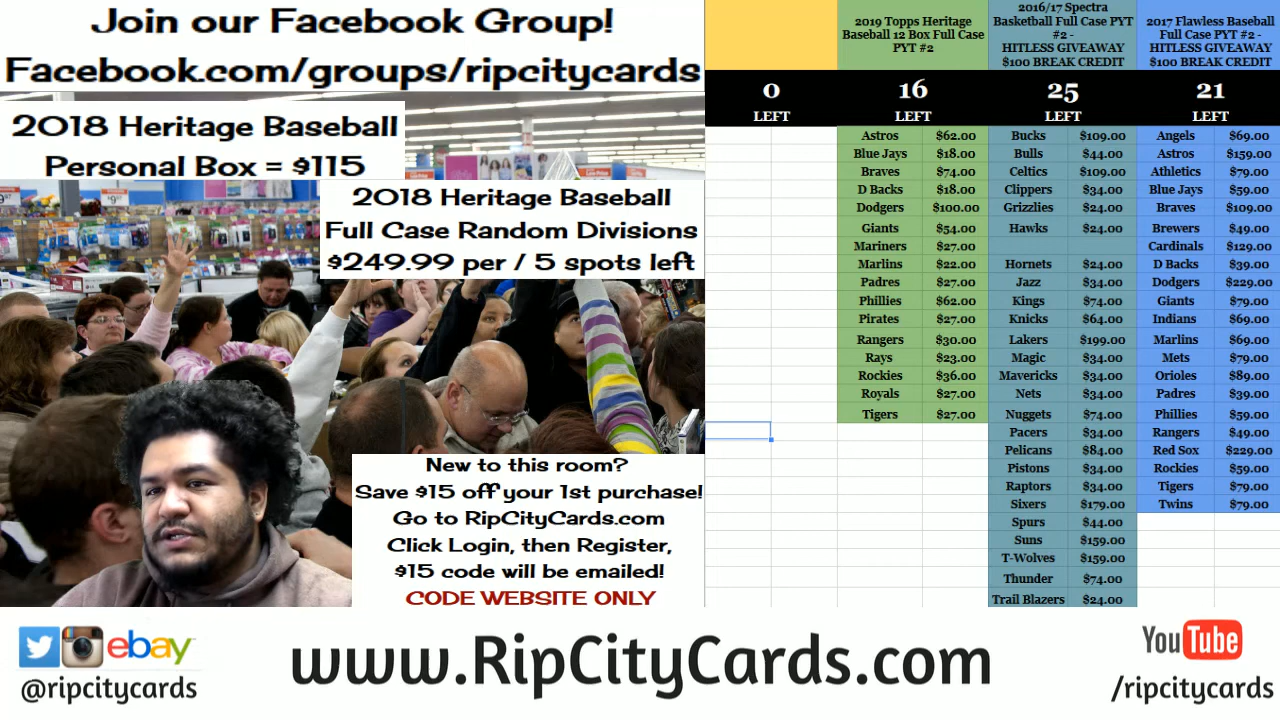 Join our Facebook Group!
Facebook.com/groups/ripcitycards
2018 Heritage Baseball
Personal Box = $115
2018 Heritage Baseball
Full Case Random Divisions
$249.99 per / 5 spots left
New to this room?
Save $15 off your 1st purchase!
Go to RipCityCards.com
Click Login, then Register,
$15 code will be emailed!
CODE WEBSITE ONLY
0
LEFT
2019 Topps Heritage
Baseball 12 Box Full Case
PYT #2
16
LEFT
Astros $62.00
Blue Jays $18.00
Braves $74.00
D Backs $18.00
Dodgers $100.00
Giants $54.00
Mariners $27.00
Marlins $22.00
Padres $27.00
Phillies $62.00
Pirates $27.00
Rangers $30.00
Rays $23.00
Rockies $36.00
Royals $27.00
Tigers $27.00
2016/17 Spectra
Basketball Full Case PYT
#2 -
HITLESS GIVEAWAY
$100 BREAK CREDIT
25
LEFT
Bucks $109.00
Bulls $44.00
Celtics $109.00
Clippers $34.00
Grizzlies $24.00
Hawks $24.00
Hornets $24.00
Jazz $34.00
Kings $74.00
Knicks $64.00
Lakers $199.00
Magic $34.00
Mavericks $34.00
Nets $34.00
Nuggets $74.00
Pacers $34.00
Pelicans $84.00
Pistons $34.00
Raptors $34.00
Sixers $179.00
Spurs $44.00
Suns $159.00
T-Wolves $159.00
Thunder $74.00
Trail Blazers $24.00
2017 Flawless Baseball
Full Case PYT #2 -
HITLESS GIVEAWAY
$100 BREAK CREDIT
21
LEFT
Angels $69.00
Astros $159.00
Athletics $79.00
Blue Jays $59.00
Braves $109.00
Brewers $49.00
Cardinals $129.00
D Backs $39.00
Dodgers $229.00
Giants $79.00
Indians $69.00
Marlins $69.00
Mets $79.00
Orioles $89.00
Padres $39.00
Phillies $59.00
Rangers $49.00
Red Sox $229.00
Rockies $59.00
Tigers $79.00
Twins $79.00
ebay
@ripcitycards
www.RipCityCards.com
YouTube
/ripcitycards